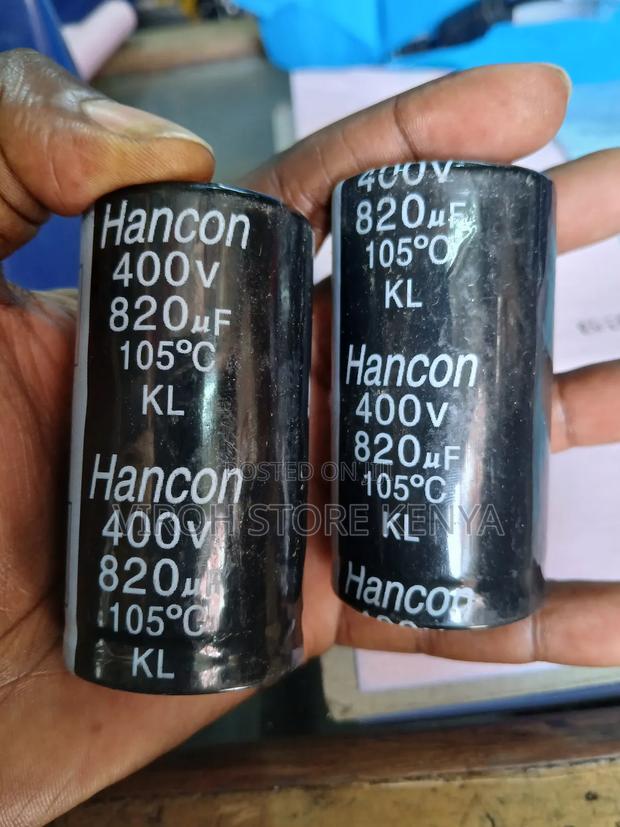 Hancon
400V
820μF
105°C
KL
Hancon
400V
820μF
105°C
KL
400V
820μF
105°C
KL
Hancon
400V
820μF
105°C
KL
Hancon
POSTED ON
VIROH STORE KENYA